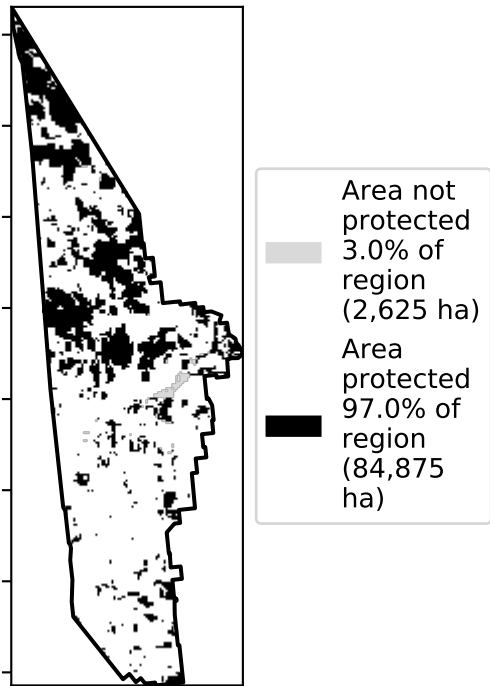 Area not
protected
3.0% of
region
(2,625 ha)
Area
protected
97.0% of
region
(84,875
ha)